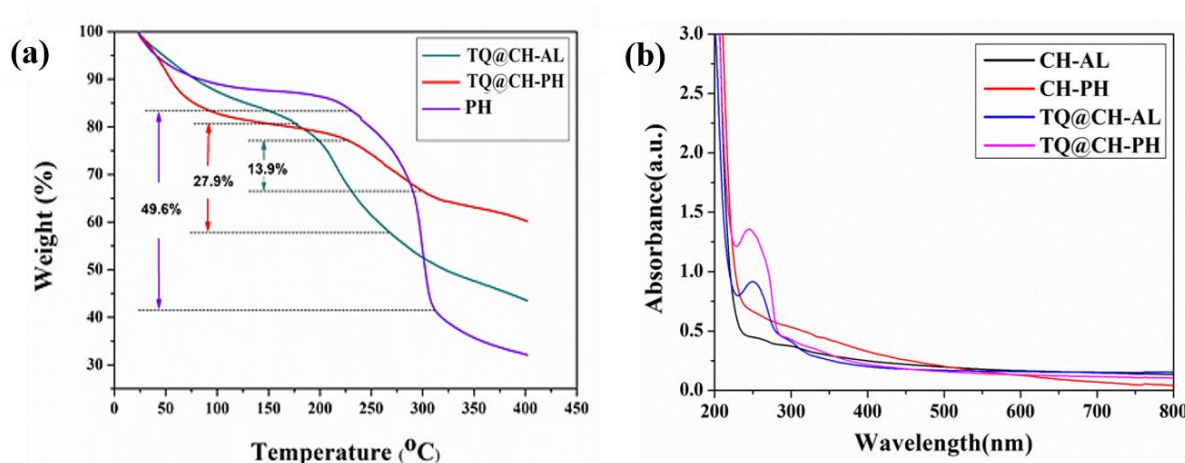 (a)
100
90
80
70
60
50
40
30
Weight (%)
TQ@CH-AL
TQ@CH-PH
PH
13.9%
27.9%
49.6%
0 50 100 150 200 250 300 350 400 450
Temperature (⁰C)
(b)
3.0
2.5
2.0
1.5
1.0
0.5
0.0
Absorbance(a.u.)
CH-AL
CH-PH
TQ@CH-AL
TQ@CH-PH
200 300 400 500 600 700 800
Wavelength(nm)